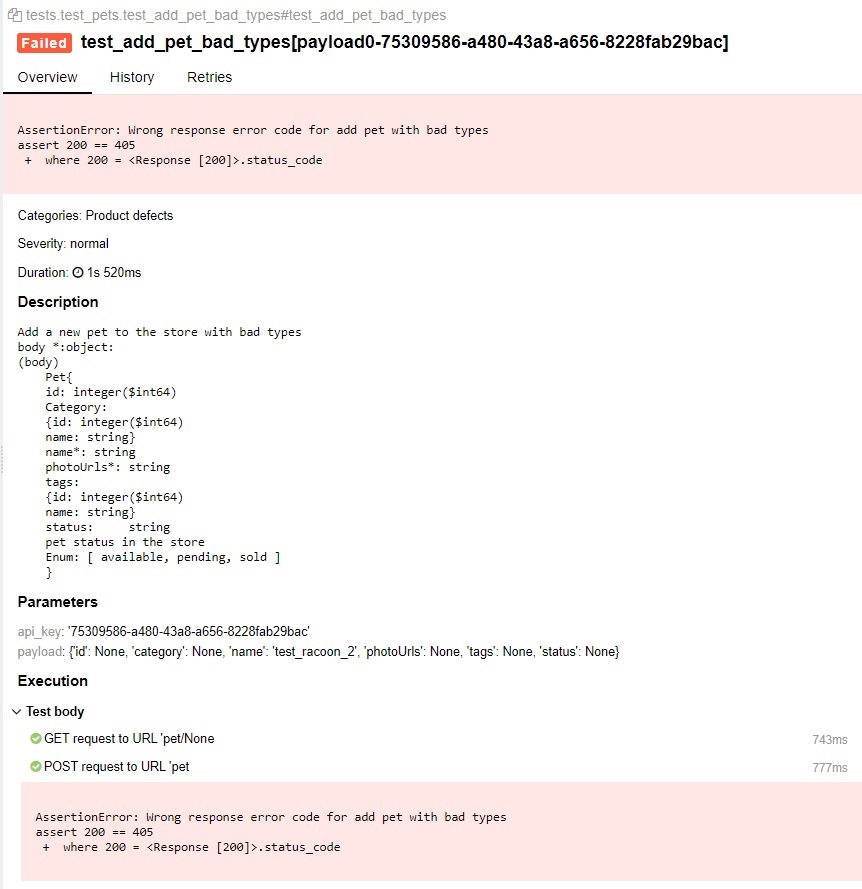 tests.test_pets.test_add_pet_bad_types#test_add_pet_bad_types
Failed test_add_pet_bad_types[payload0-75309586-a480-43a8-a656-8228fab29bac]
Overview History Retries
AssertionError: Wrong response error code for add pet with bad types
assert 200 == 405
 +  where 200 = <Response [200]>.status_code
Categories: Product defects
Severity: normal
Duration: 1s 520ms
Description
Add a new pet to the store with bad types
body *:object:
(body)
    Pet{
    id: integer($int64)
    Category:
    {id: integer($int64)
    name: string}
    name*: string
    photoUrls*: string
    tags:
    {id: integer($int64)
    name: string}
    status:     string
    pet status in the store
    Enum: [ available, pending, sold ]
    }
Parameters
api_key: '75309586-a480-43a8-a656-8228fab29bac'
payload: {'id': None, 'category': None, 'name': 'test_racoon_2', 'photoUrls': None, 'tags': None, 'status': None}
Execution
Test body
GET request to URL 'pet/None 743ms
POST request to URL 'pet 777ms
AssertionError: Wrong response error code for add pet with bad types
assert 200 == 405
 +  where 200 = <Response [200]>.status_code